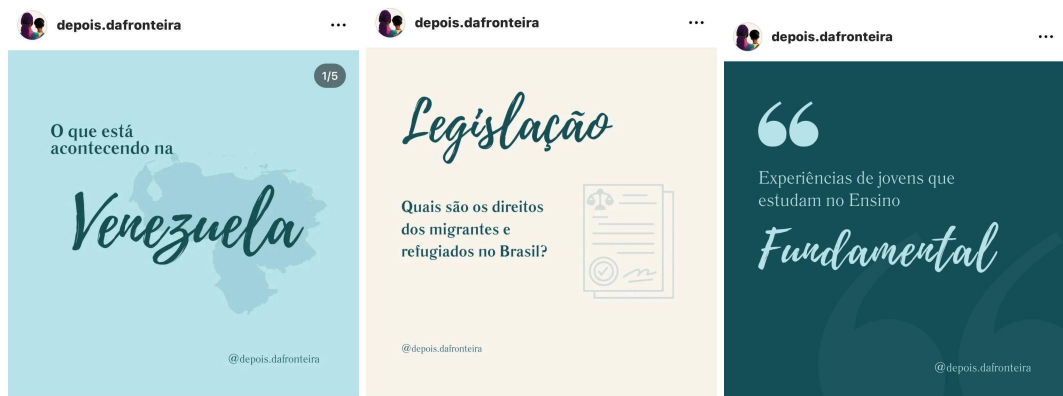 depois.dafronteira
1/5
O que está
acontecendo na
Venezuela
@depois.dafronteira
depois.dafronteira
Legislação
Quais são os direitos
dos migrantes e
refugiados no Brasil?
@depois.dafronteira
depois.dafronteira
Experiências de jovens que
estudam no Ensino
Fundamental
@depois.dafronteira